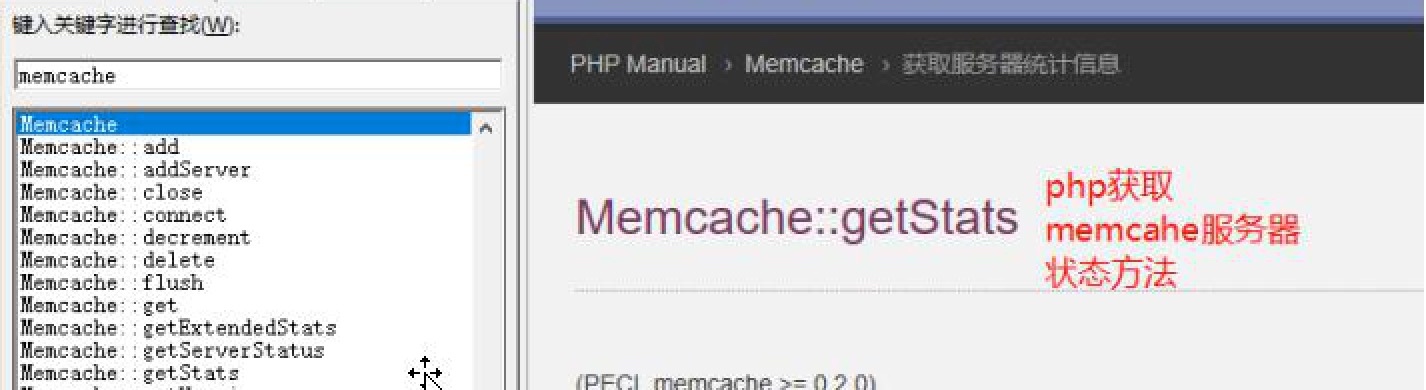 键入关键字进行查找(W):
memcache
Memcache
Memcache::add
Memcache::addServer
Memcache::close
Memcache::connect
Memcache::decrement
Memcache::delete
Memcache::flush
Memcache::get
Memcache::getExtendedStats
Memcache::getServerStatus
Memcache::getStats
PHP Manual › Memcache › 获取服务器统计信息
Memcache::getStats
php获取
memcahe服务器
状态方法
(PECL memcache >= 0.2.0)